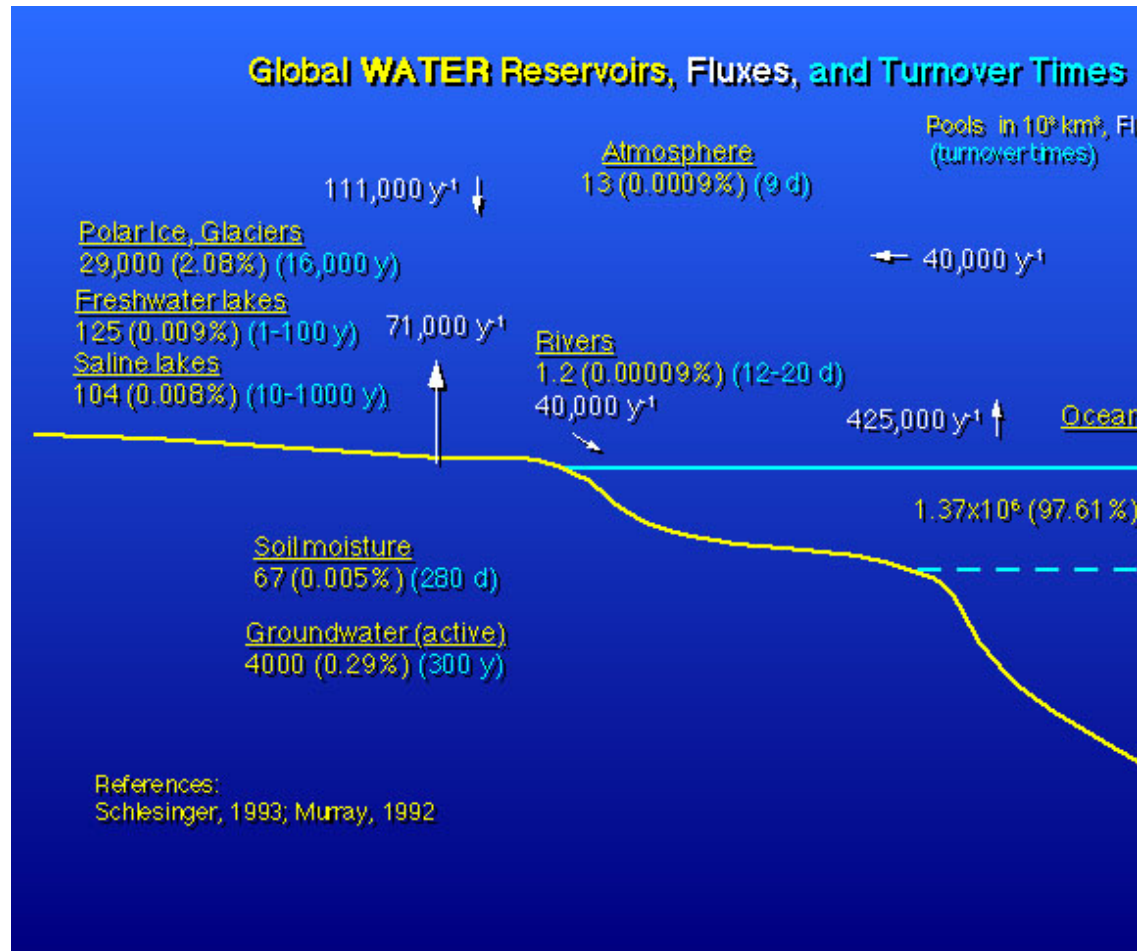 Global WATER Reservoirs, Fluxes, and Turnover Times
Pools in 10³ km³,
(turnover times)
Atmosphere
13 (0.0009%) (9 d)
111,000 y⁻¹
Polar Ice, Glaciers
29,000 (2.08%) (16,000 y)
40,000 y⁻¹
Freshwater lakes
125 (0.009%) (1-100 y)
71,000 y⁻¹
Saline lakes
104 (0.008%) (10-1000 y)
Rivers
1.2 (0.00009%) (12-20 d)
40,000 y⁻¹
425,000 y⁻¹
Ocean
1.37x10⁶ (97.61%)
Soil moisture
67 (0.005%) (280 d)
Groundwater (active)
4000 (0.29%) (300 y)
References:
Schlesinger, 1993; Murray, 1992